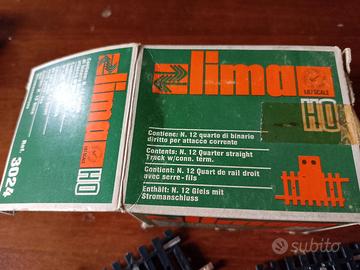 lima
1:87 SCALE
HO
Contiene: N. 12 quarto di binario
diritto per attacco corrente
Contents: N. 12 Quarter straight
Track w/conn. term.
Contient: N. 12 Quart de rail droit
avec serre-fils
Enthält: N. 12 Gleis mit
Stromanschluss
lima
HO
Ref. 3024
subito